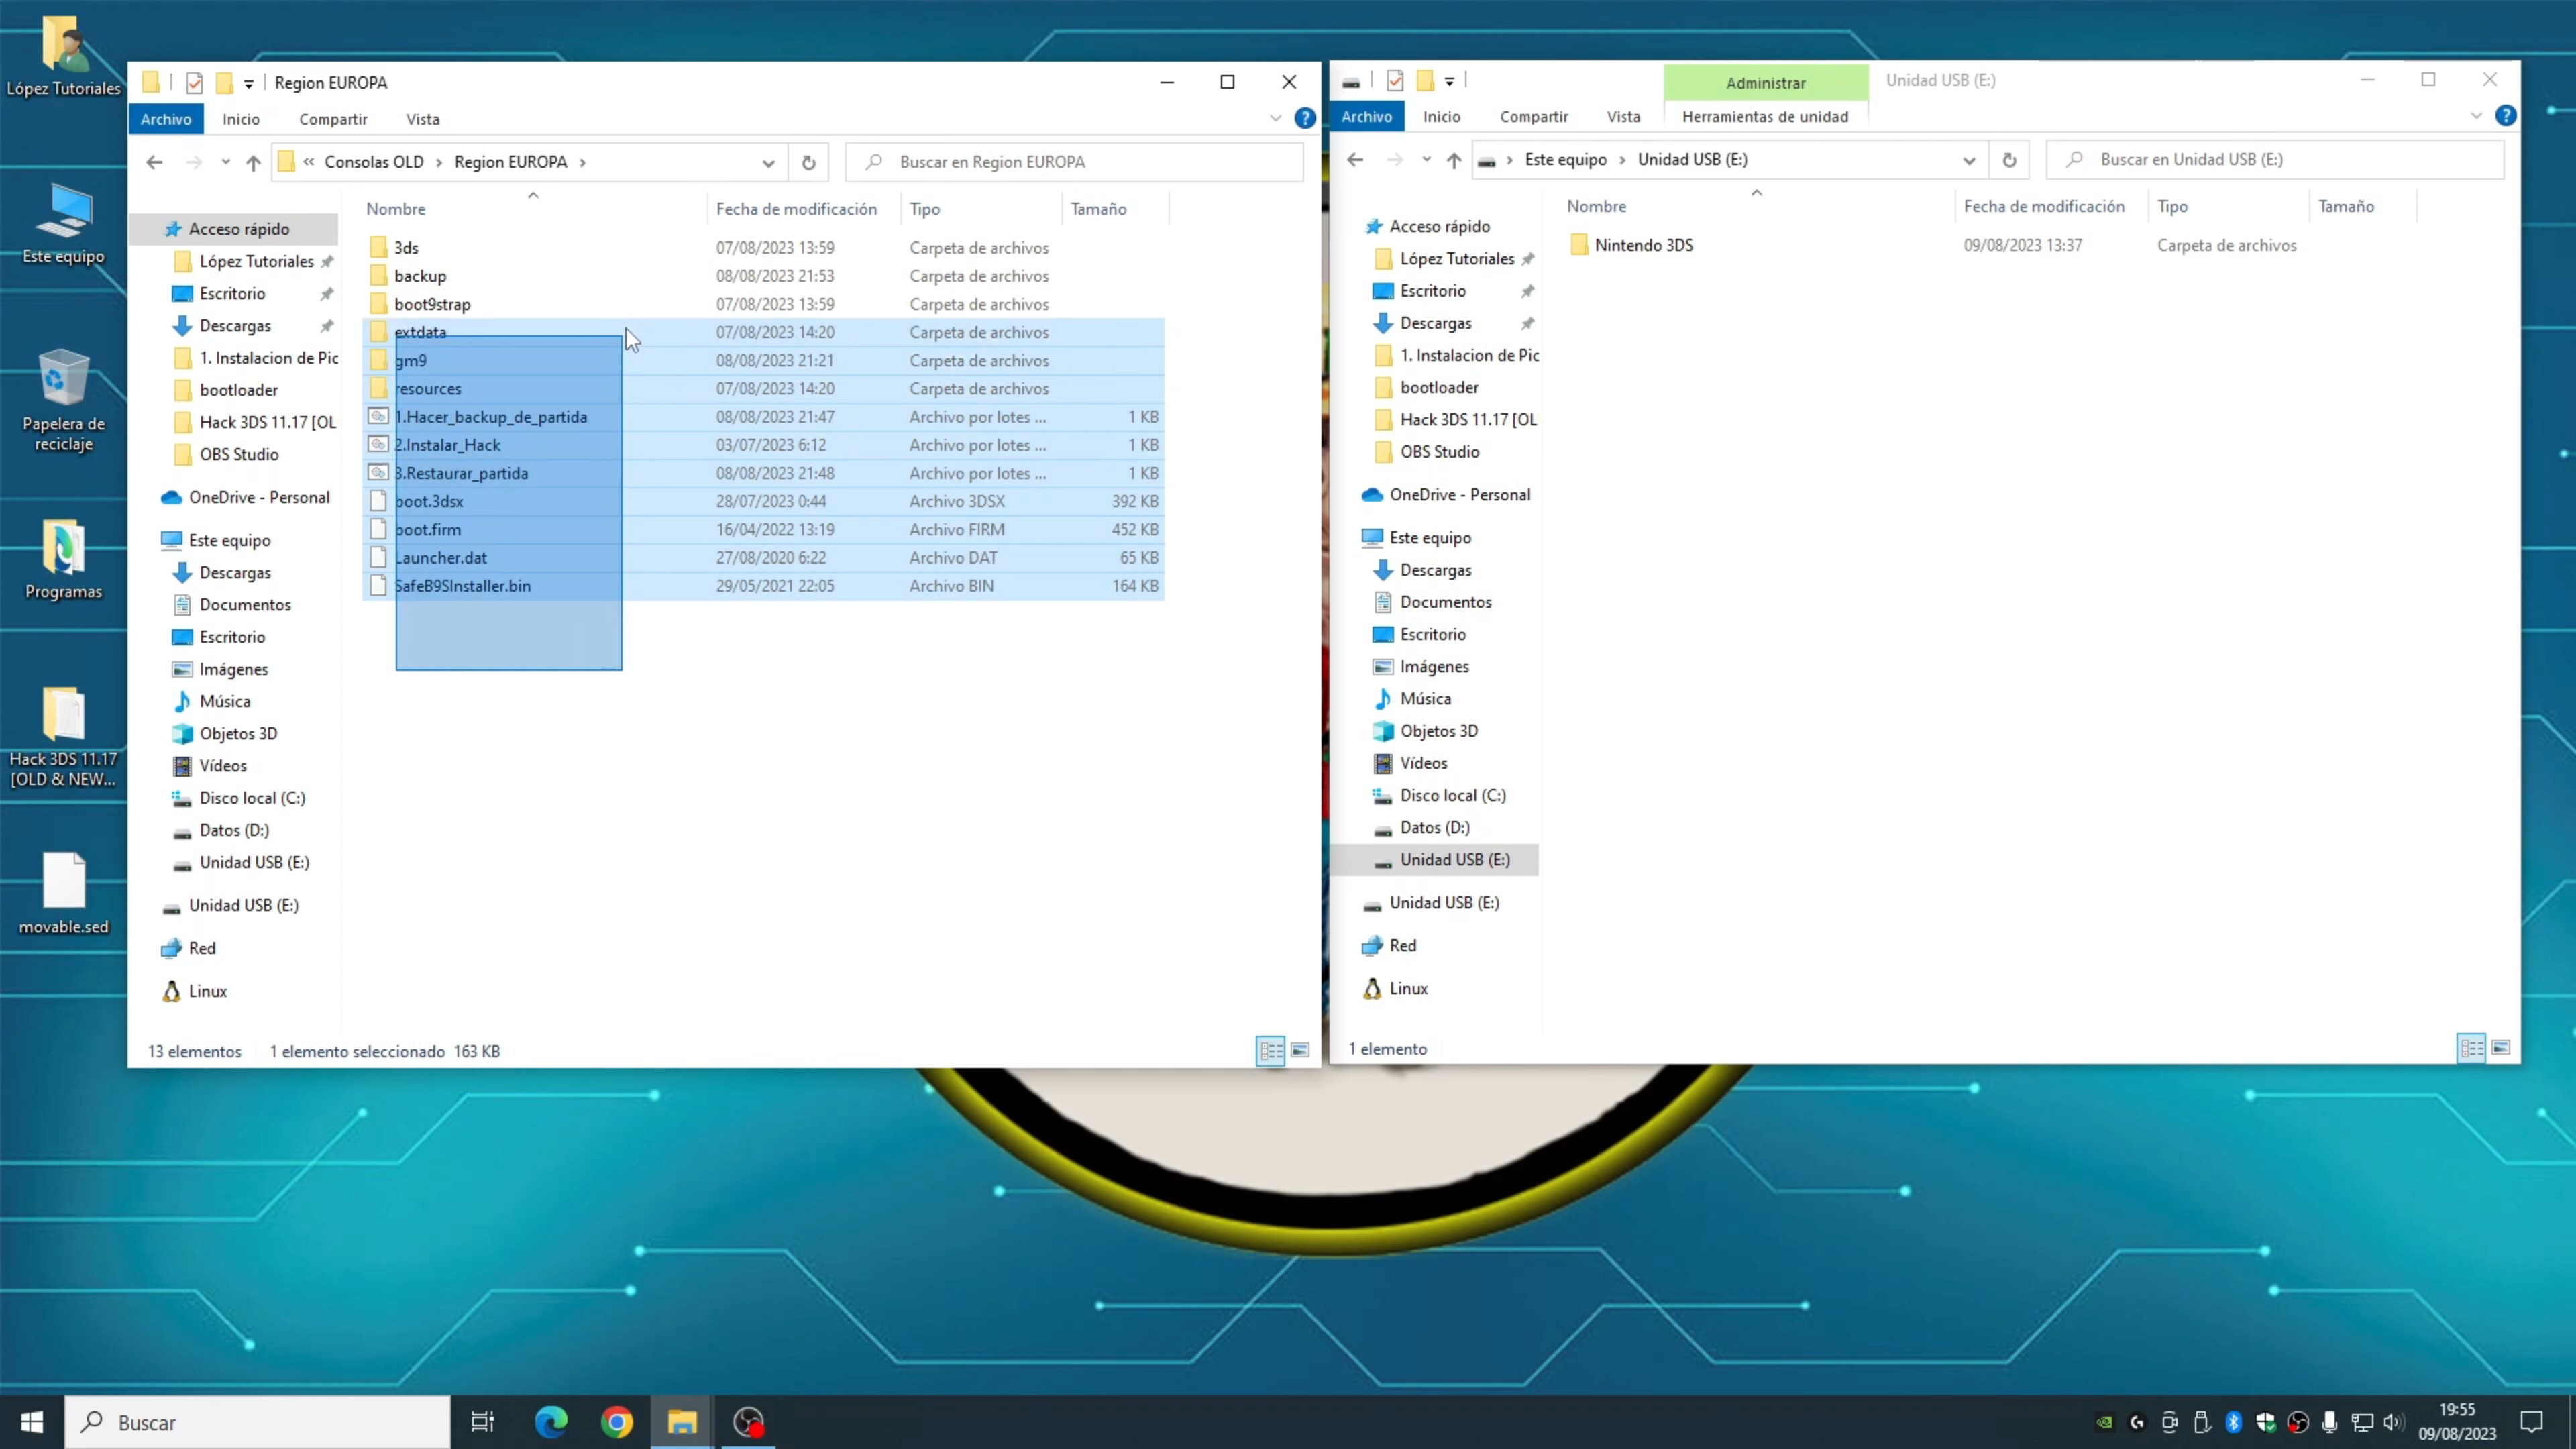 López Tutoriales
Este equipo
Papelera de
reciclaje
Programas
Hack 3DS 11.17
[OLD & NEW...
movable.sed
Region EUROPA
Archivo Inicio Compartir Vista
« Consolas OLD › Region EUROPA ›
Buscar en Region EUROPA
Nombre Fecha de modificación Tipo Tamaño
Acceso rápido
López Tutoriales
Escritorio
Descargas
1. Instalacion de Pic
bootloader
Hack 3DS 11.17 [OL
OBS Studio
OneDrive - Personal
Este equipo
Descargas
Documentos
Escritorio
Imágenes
Música
Objetos 3D
Vídeos
Disco local (C:)
Datos (D:)
Unidad USB (E:)
Unidad USB (E:)
Red
Linux
3ds 07/08/2023 13:59 Carpeta de archivos
backup 08/08/2023 21:53 Carpeta de archivos
boot9strap 07/08/2023 13:59 Carpeta de archivos
extdata 07/08/2023 14:20 Carpeta de archivos
gm9 08/08/2023 21:21 Carpeta de archivos
resources 07/08/2023 14:20 Carpeta de archivos
1.Hacer_backup_de_partida 08/08/2023 21:47 Archivo por lotes ... 1 KB
2.Instalar_Hack 03/07/2023 6:12 Archivo por lotes ... 1 KB
3.Restaurar_partida 08/08/2023 21:48 Archivo por lotes ... 1 KB
boot.3dsx 28/07/2023 0:44 Archivo 3DSX 392 KB
boot.firm 16/04/2022 13:19 Archivo FIRM 452 KB
Launcher.dat 27/08/2020 6:22 Archivo DAT 65 KB
SafeB9SInstaller.bin 29/05/2021 22:05 Archivo BIN 164 KB
13 elementos 1 elemento seleccionado 163 KB
Administrar Unidad USB (E:)
Archivo Inicio Compartir Vista Herramientas de unidad
› Este equipo › Unidad USB (E:)
Buscar en Unidad USB (E:)
Nombre Fecha de modificación Tipo Tamaño
Nintendo 3DS 09/08/2023 13:37 Carpeta de archivos
Acceso rápido
López Tutoriales
Escritorio
Descargas
1. Instalacion de Pic
bootloader
Hack 3DS 11.17 [OL
OBS Studio
OneDrive - Personal
Este equipo
Descargas
Documentos
Escritorio
Imágenes
Música
Objetos 3D
Vídeos
Disco local (C:)
Datos (D:)
Unidad USB (E:)
Unidad USB (E:)
Red
Linux
1 elemento
Buscar
19:55
09/08/2023